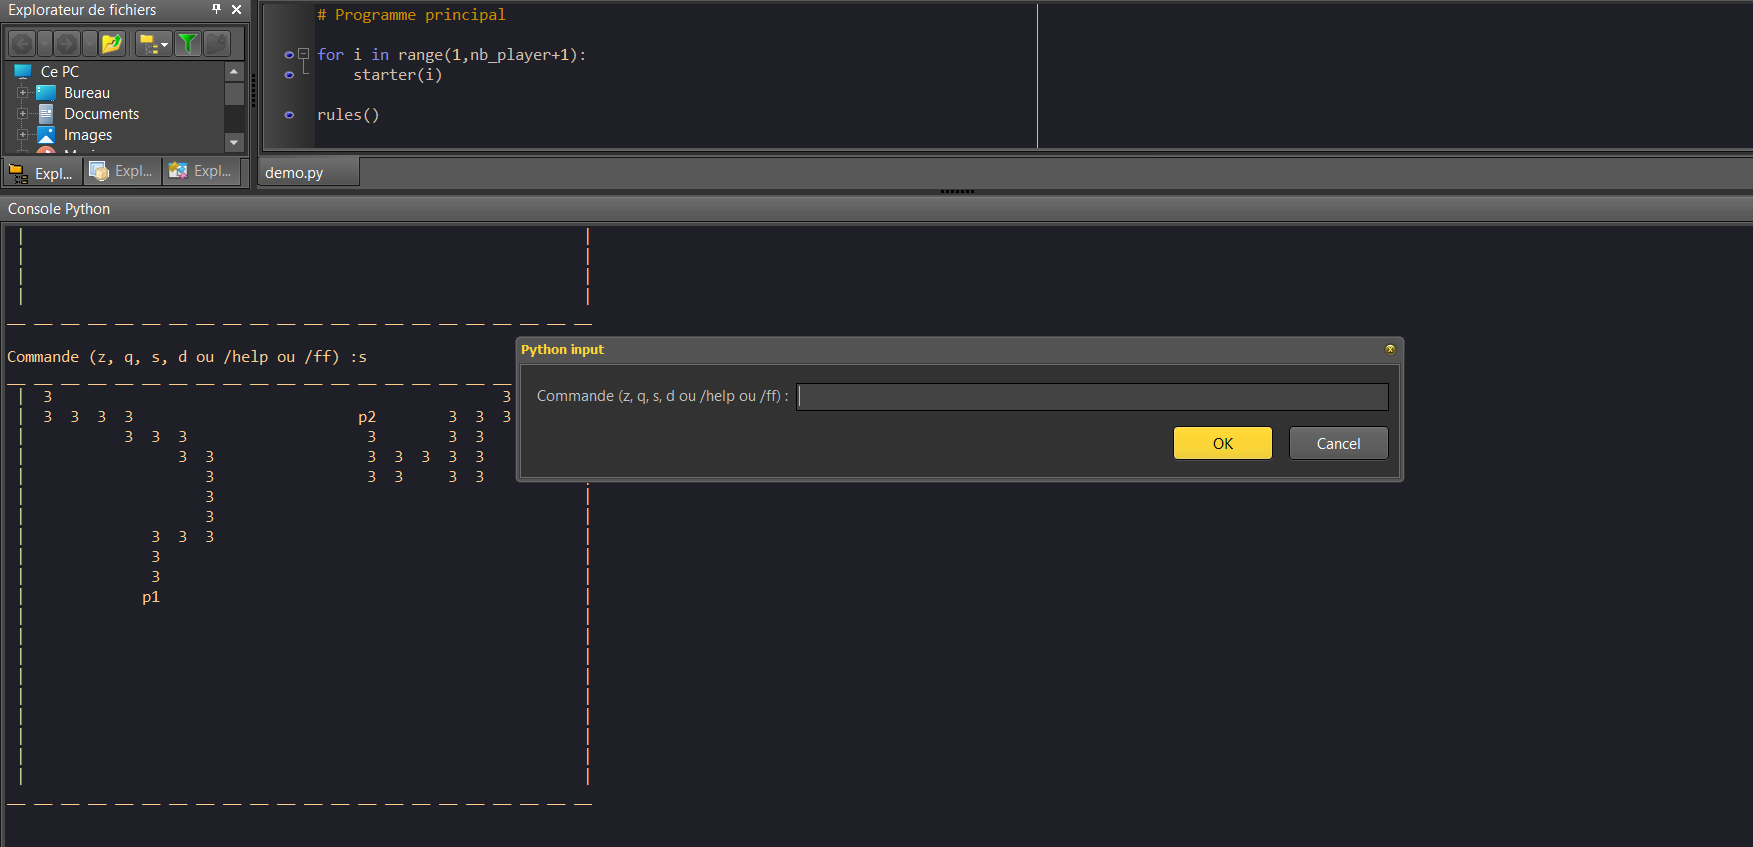 Explorateur de fichiers
Ce PC
Bureau
Documents
Images
Expl...
Expl...
Expl...
# Programme principal
for i in range(1,nb_player+1):
    starter(i)
rules()
demo.py
Console Python
Commande (z, q, s, d ou /help ou /ff) :s
3 3
3 3 3 3 p2 3 3 3
3 3 3 3 3 3
3 3 3 3 3 3 3
3 3 3 3 3
3
3
3 3 3
3
3
p1
Python input
Commande (z, q, s, d ou /help ou /ff) :
OK
Cancel